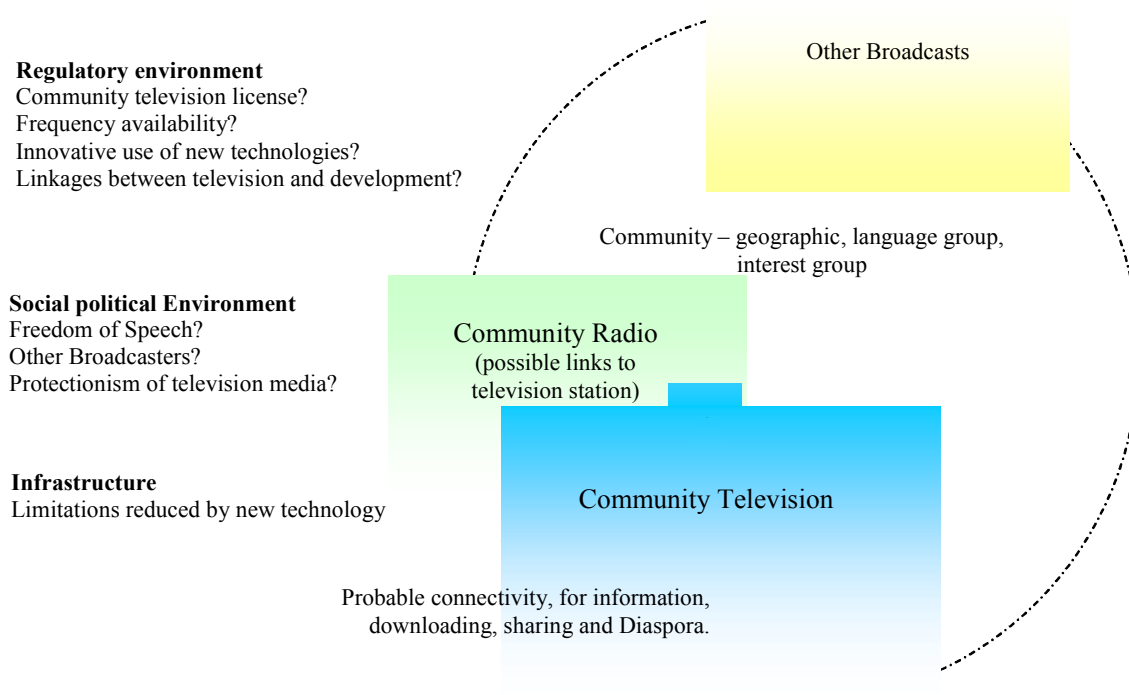 Other Broadcasts
Regulatory environment
Community television license?
Frequency availability?
Innovative use of new technologies?
Linkages between television and development?
Community – geographic, language group,
interest group
Social political Environment
Freedom of Speech?
Other Broadcasters?
Protectionism of television media?
Community Radio
(possible links to
television station)
Infrastructure
Limitations reduced by new technology
Community Television
Probable connectivity, for information,
downloading, sharing and Diaspora.